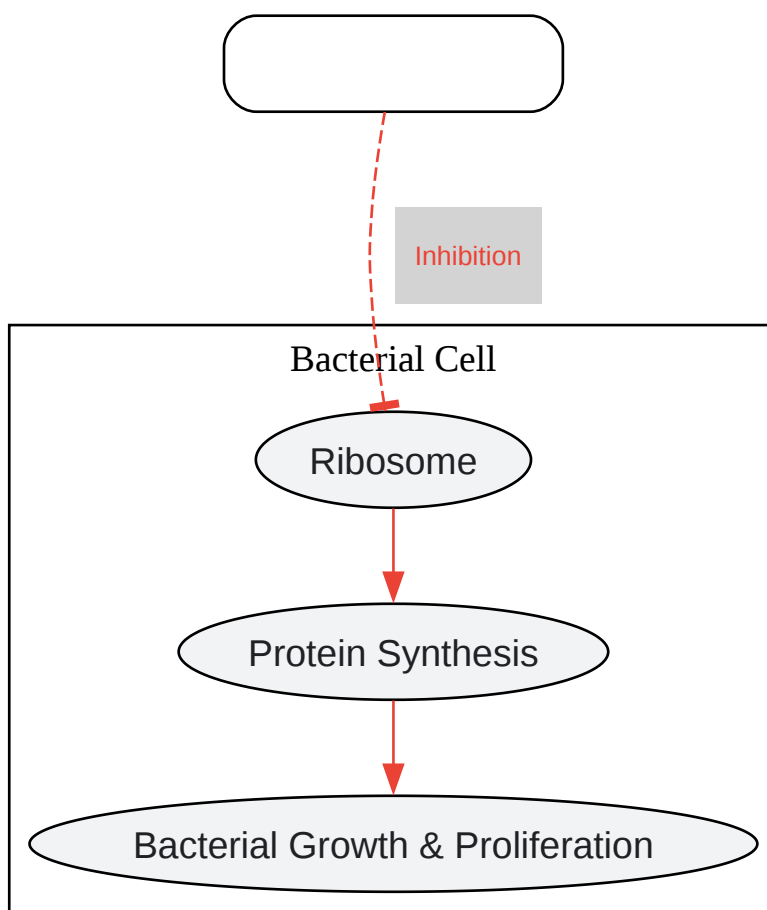 Inhibition
Bacterial Cell
Ribosome
Protein Synthesis
Bacterial Growth & Proliferation